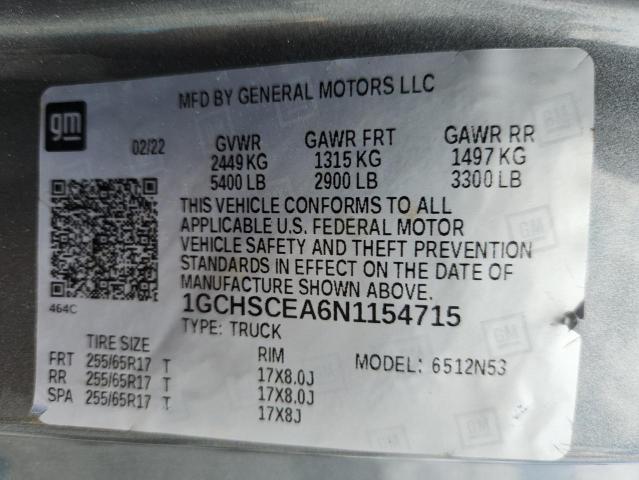 gm
MFD BY GENERAL MOTORS LLC
02/22 GVWR GAWR FRT GAWR RR
2449 KG 1315 KG 1497 KG
5400 LB 2900 LB 3300 LB
THIS VEHICLE CONFORMS TO ALL
APPLICABLE U.S. FEDERAL MOTOR
VEHICLE SAFETY AND THEFT PREVENTION
STANDARDS IN EFFECT ON THE DATE OF
MANUFACTURE SHOWN ABOVE.
464C
1GCHSCEA6N1154715
TYPE: TRUCK
TIRE SIZE RIM MODEL: 6512N53
FRT 255/65R17 T 17X8.0J
RR 255/65R17 T 17X8.0J
SPA 255/65R17 T 17X8J